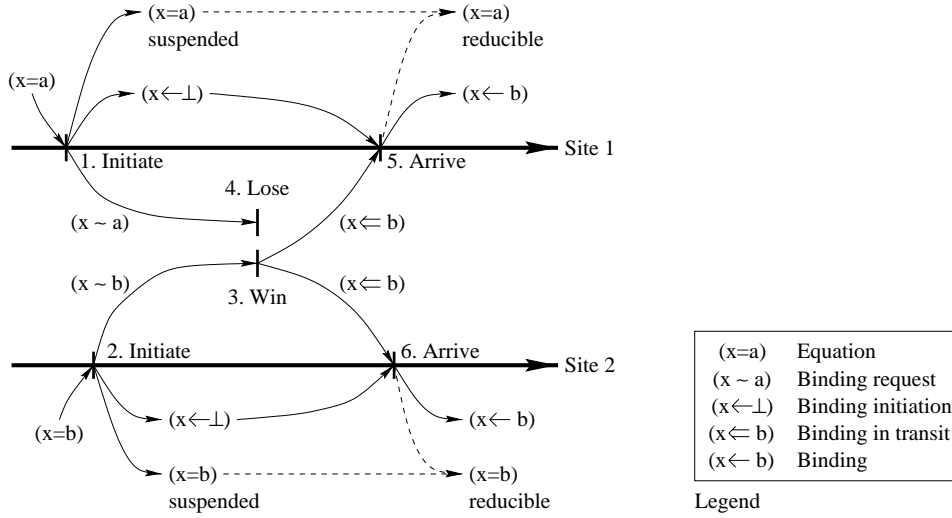 (x=a)
suspended
(x=a)
reducible
(x=a)
(x←⊥)
(x← b)
Site 1
1. Initiate
5. Arrive
4. Lose
(x ~ a)
(x⇐ b)
(x ~ b)
3. Win
(x⇐ b)
2. Initiate
6. Arrive
Site 2
(x=b)
(x←⊥)
(x← b)
(x=b)
suspended
(x=b)
reducible
(x=a) Equation
(x ~ a) Binding request
(x←⊥) Binding initiation
(x⇐ b) Binding in transit
(x← b) Binding
Legend